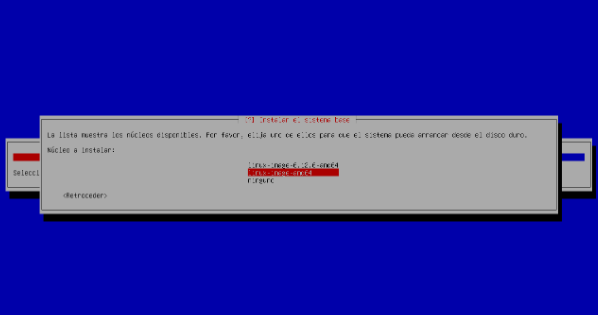 [?] Instalar el sistema base
La lista muestra los núcleos disponibles. Por favor, elija uno de ellos para que el sistema pueda arrancar desde el disco duro.
Núcleo a instalar:
linux-image-6.12.6-amd64
linux-image-amd64
ninguno
Selecci
<Retroceder>